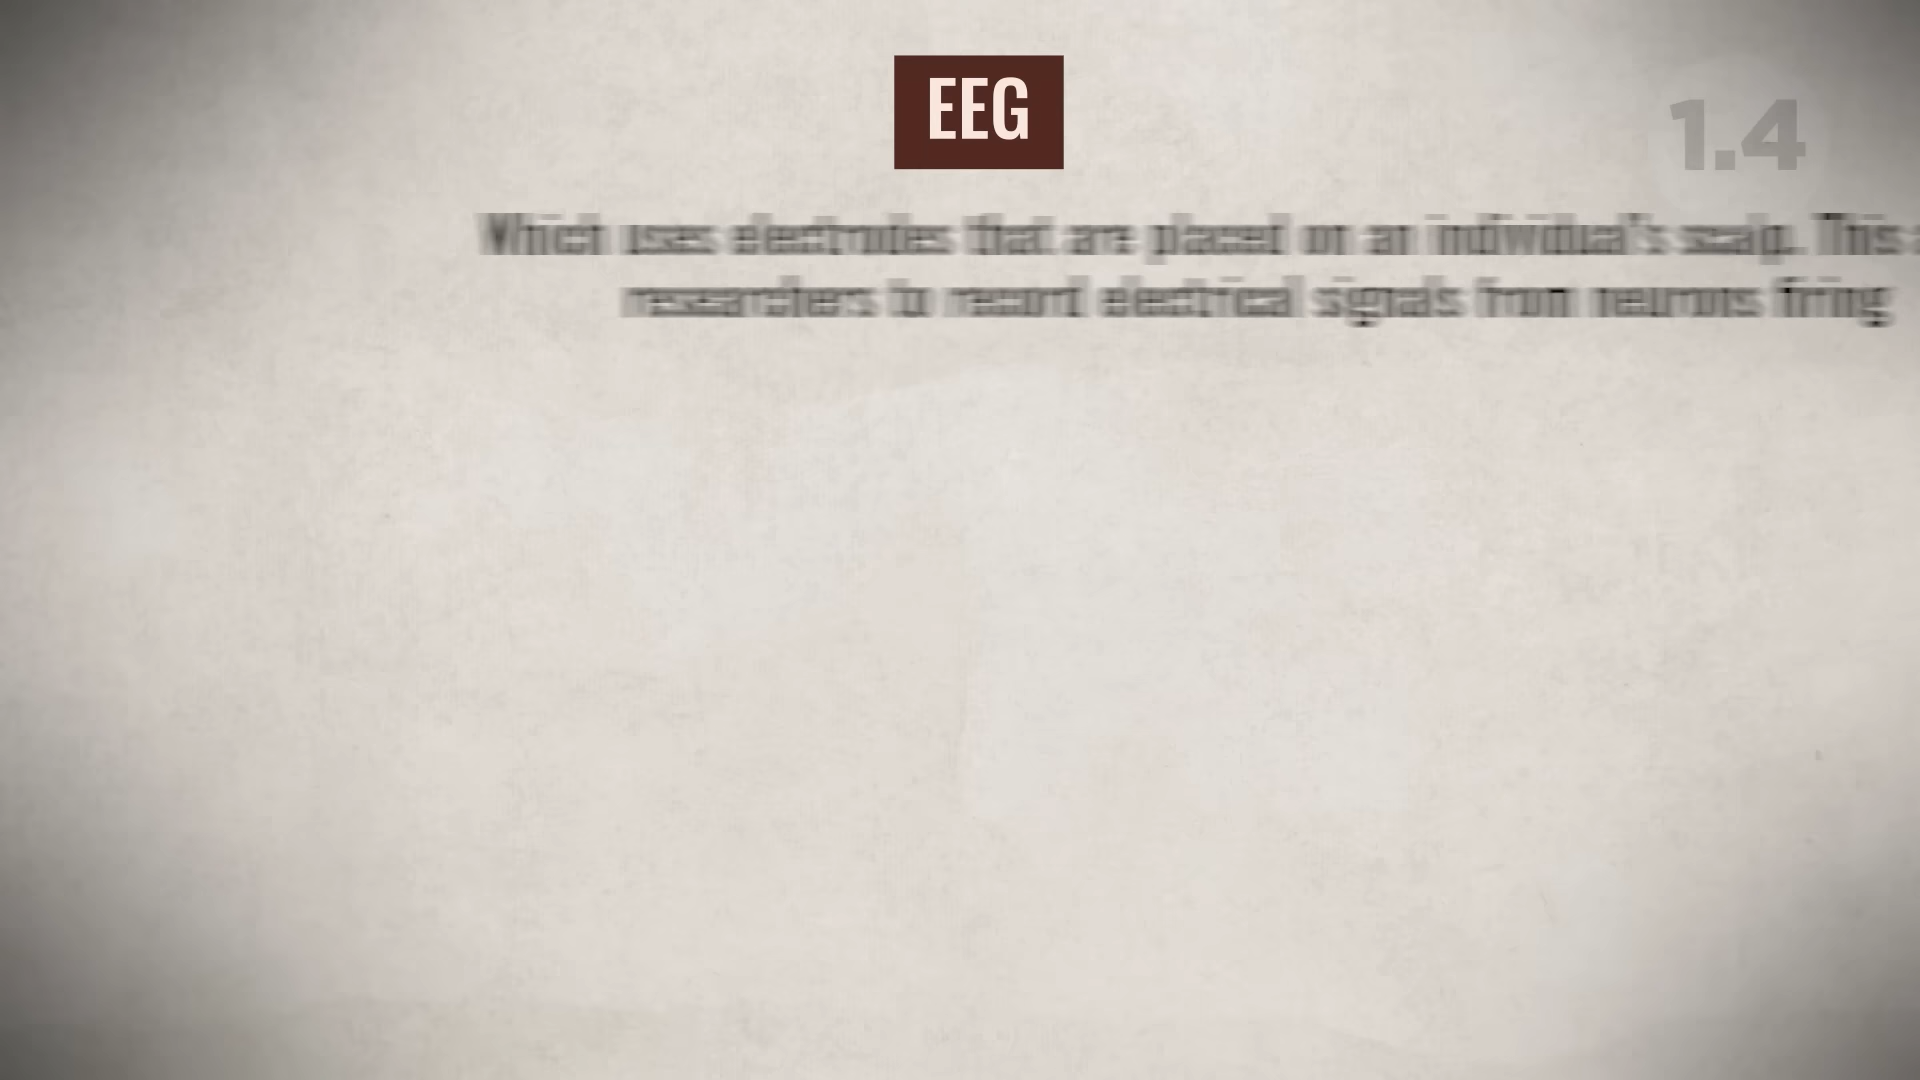 EEG
1.4
Which uses electrodes that are placed on an individual's scalp. This
researchers to record electrical signals from neurons firing